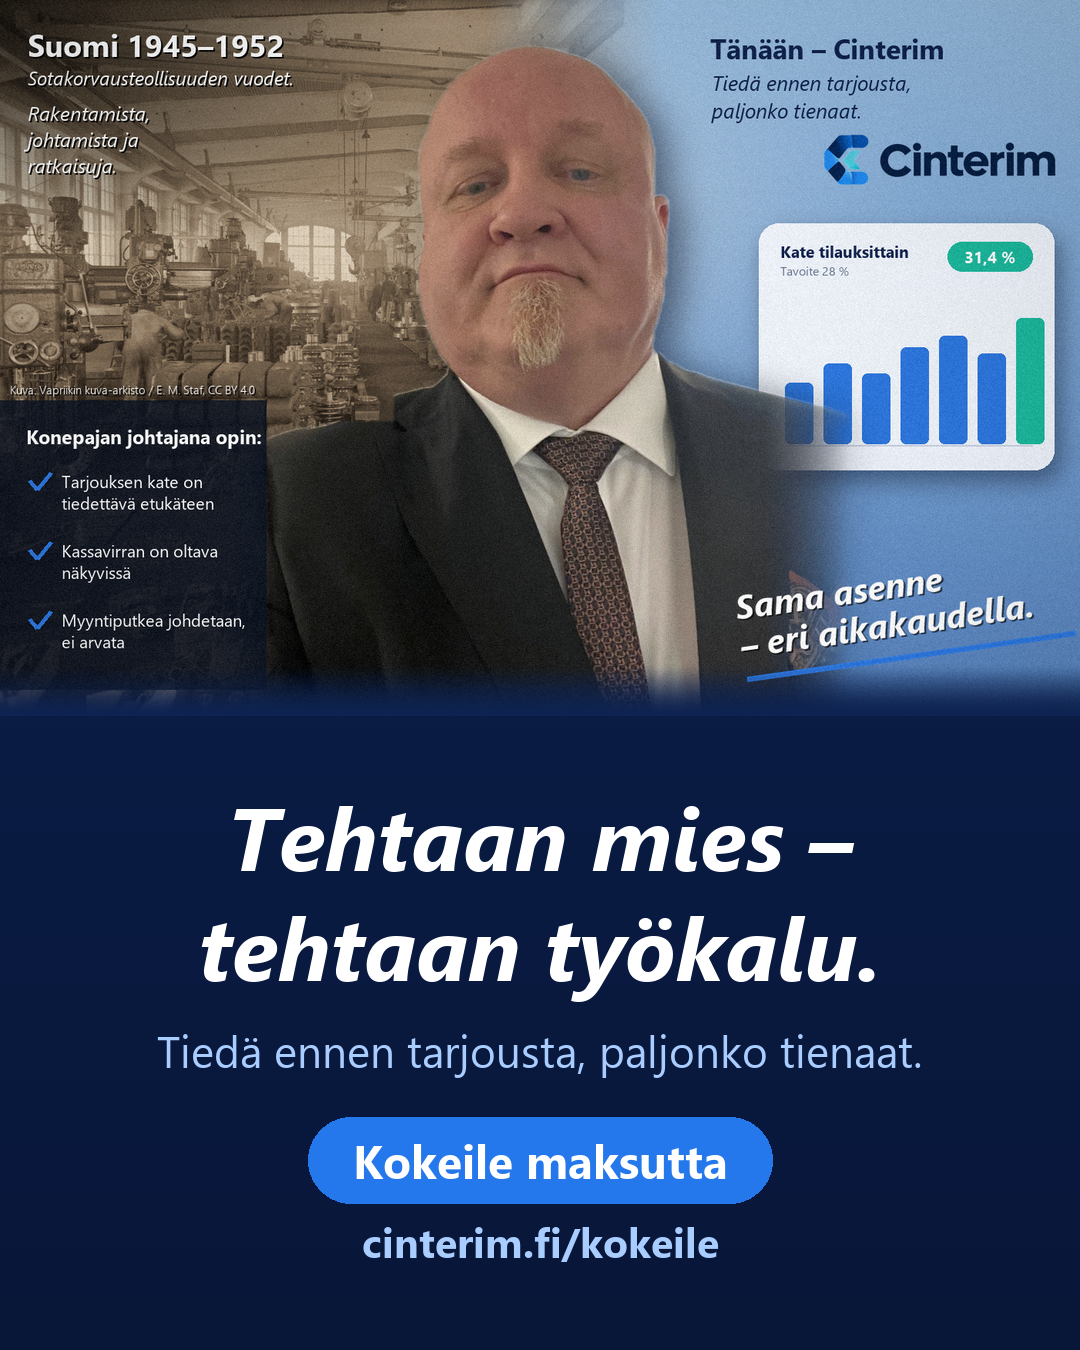 Suomi 1945–1952
Sotakorvausteollisuuden vuodet.
Rakentamista,
johtamista ja
ratkaisuja.
Tänään – Cinterim
Tiedä ennen tarjousta,
paljonko tienaat.
Cinterim
Kate tilauksittain
31,4 %
Tavoite 28 %
Kuva: Vapriikin kuva-arkisto / E. M. Staf, CC BY 4.0
Konepajan johtajana opin:
Tarjouksen kate on
tiedettävä etukäteen
Kassavirran on oltava
näkyvissä
Myyntiputkea johdetaan,
ei arvata
Sama asenne
– eri aikakaudella.
Tehtaan mies –
tehtaan työkalu.
Tiedä ennen tarjousta, paljonko tienaat.
Kokeile maksutta
cinterim.fi/kokeile